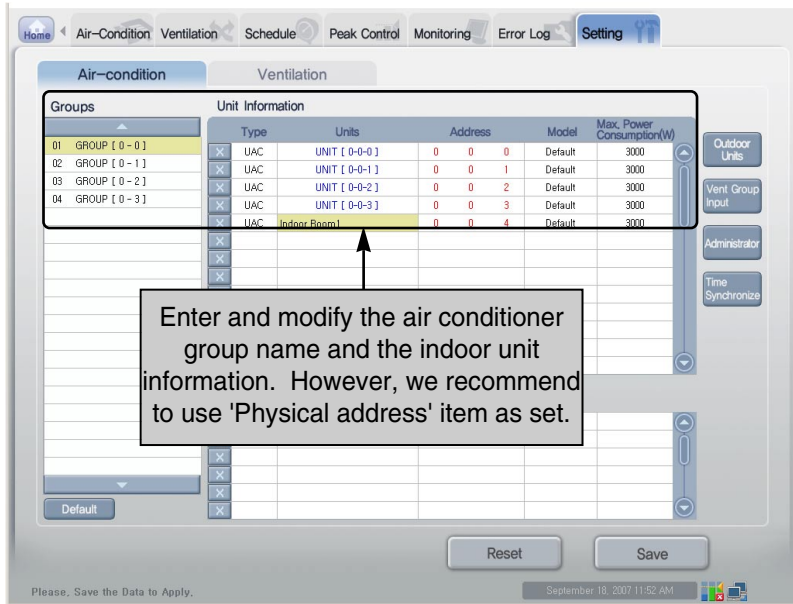 Home Air-Condition Ventilation Schedule Peak Control Monitoring Error Log Setting
Air-condition Ventilation
Groups
01 GROUP [ 0 - 0 ]
02 GROUP [ 0 - 1 ]
03 GROUP [ 0 - 2 ]
04 GROUP [ 0 - 3 ]
Default
Unit Information
Type Units Address Model Max, Power Consumption(W)
X UAC UNIT [ 0-0-0 ] 0 0 0 Default 3000
X UAC UNIT [ 0-0-1 ] 0 0 1 Default 3000
X UAC UNIT [ 0-0-2 ] 0 0 2 Default 3000
X UAC UNIT [ 0-0-3 ] 0 0 3 Default 3000
X UAC Indoor Room1 0 0 4 Default 3000
X
X
X
Enter and modify the air conditioner
group name and the indoor unit
information. However, we recommend
to use 'Physical address' item as set.
X
X
X
X
Outdoor
Units
Vent Group
Input
Administrator
Time
Synchronize
Reset Save
Please, Save the Data to Apply,
September 18, 2007 11:52 AM